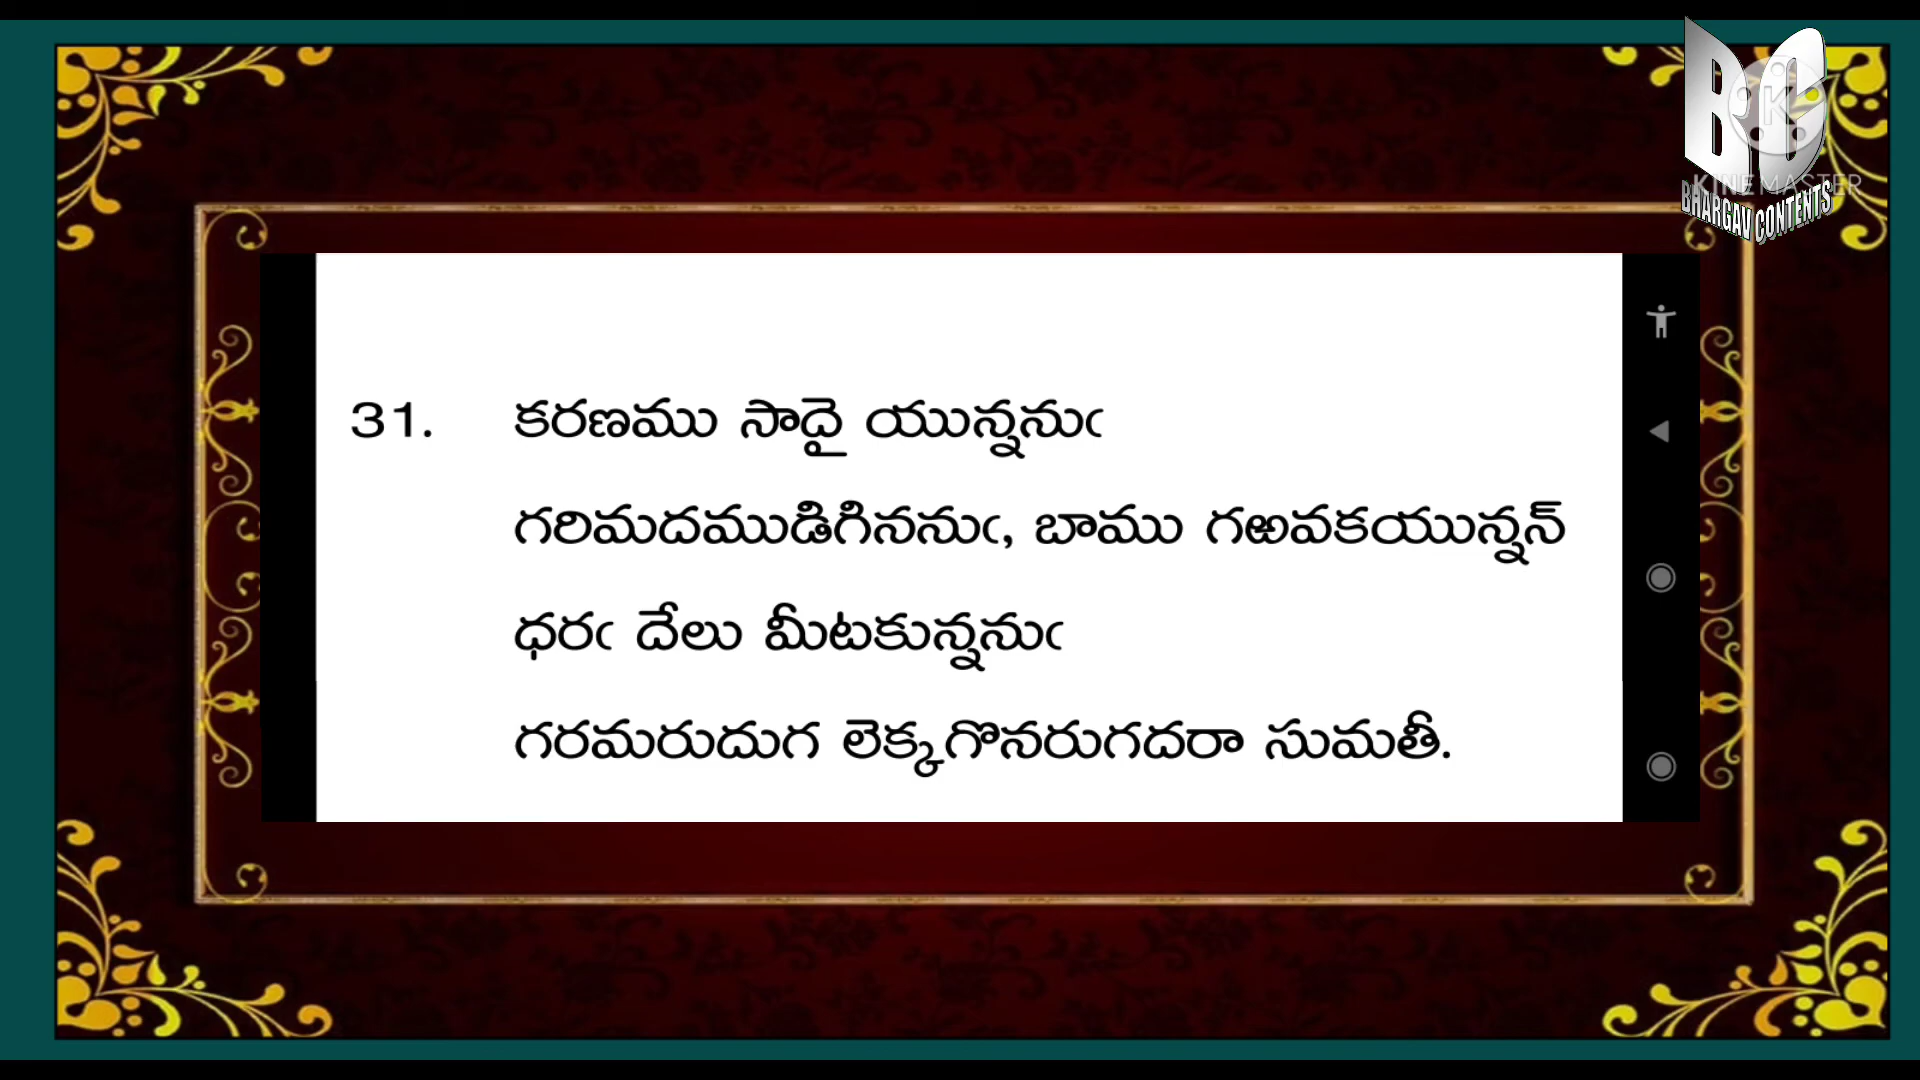 BC
K
KINEMASTER
BHARGAV CONTENTS
31. కరణము సాదై యున్ననుఁ
గరిమదముడిగిననుఁ, బాము గఱవకయున్నన్
ధరఁ దేలు మీటకున్ననుఁ
గరమరుదుగ లెక్కగొనరుగదరా సుమతీ.